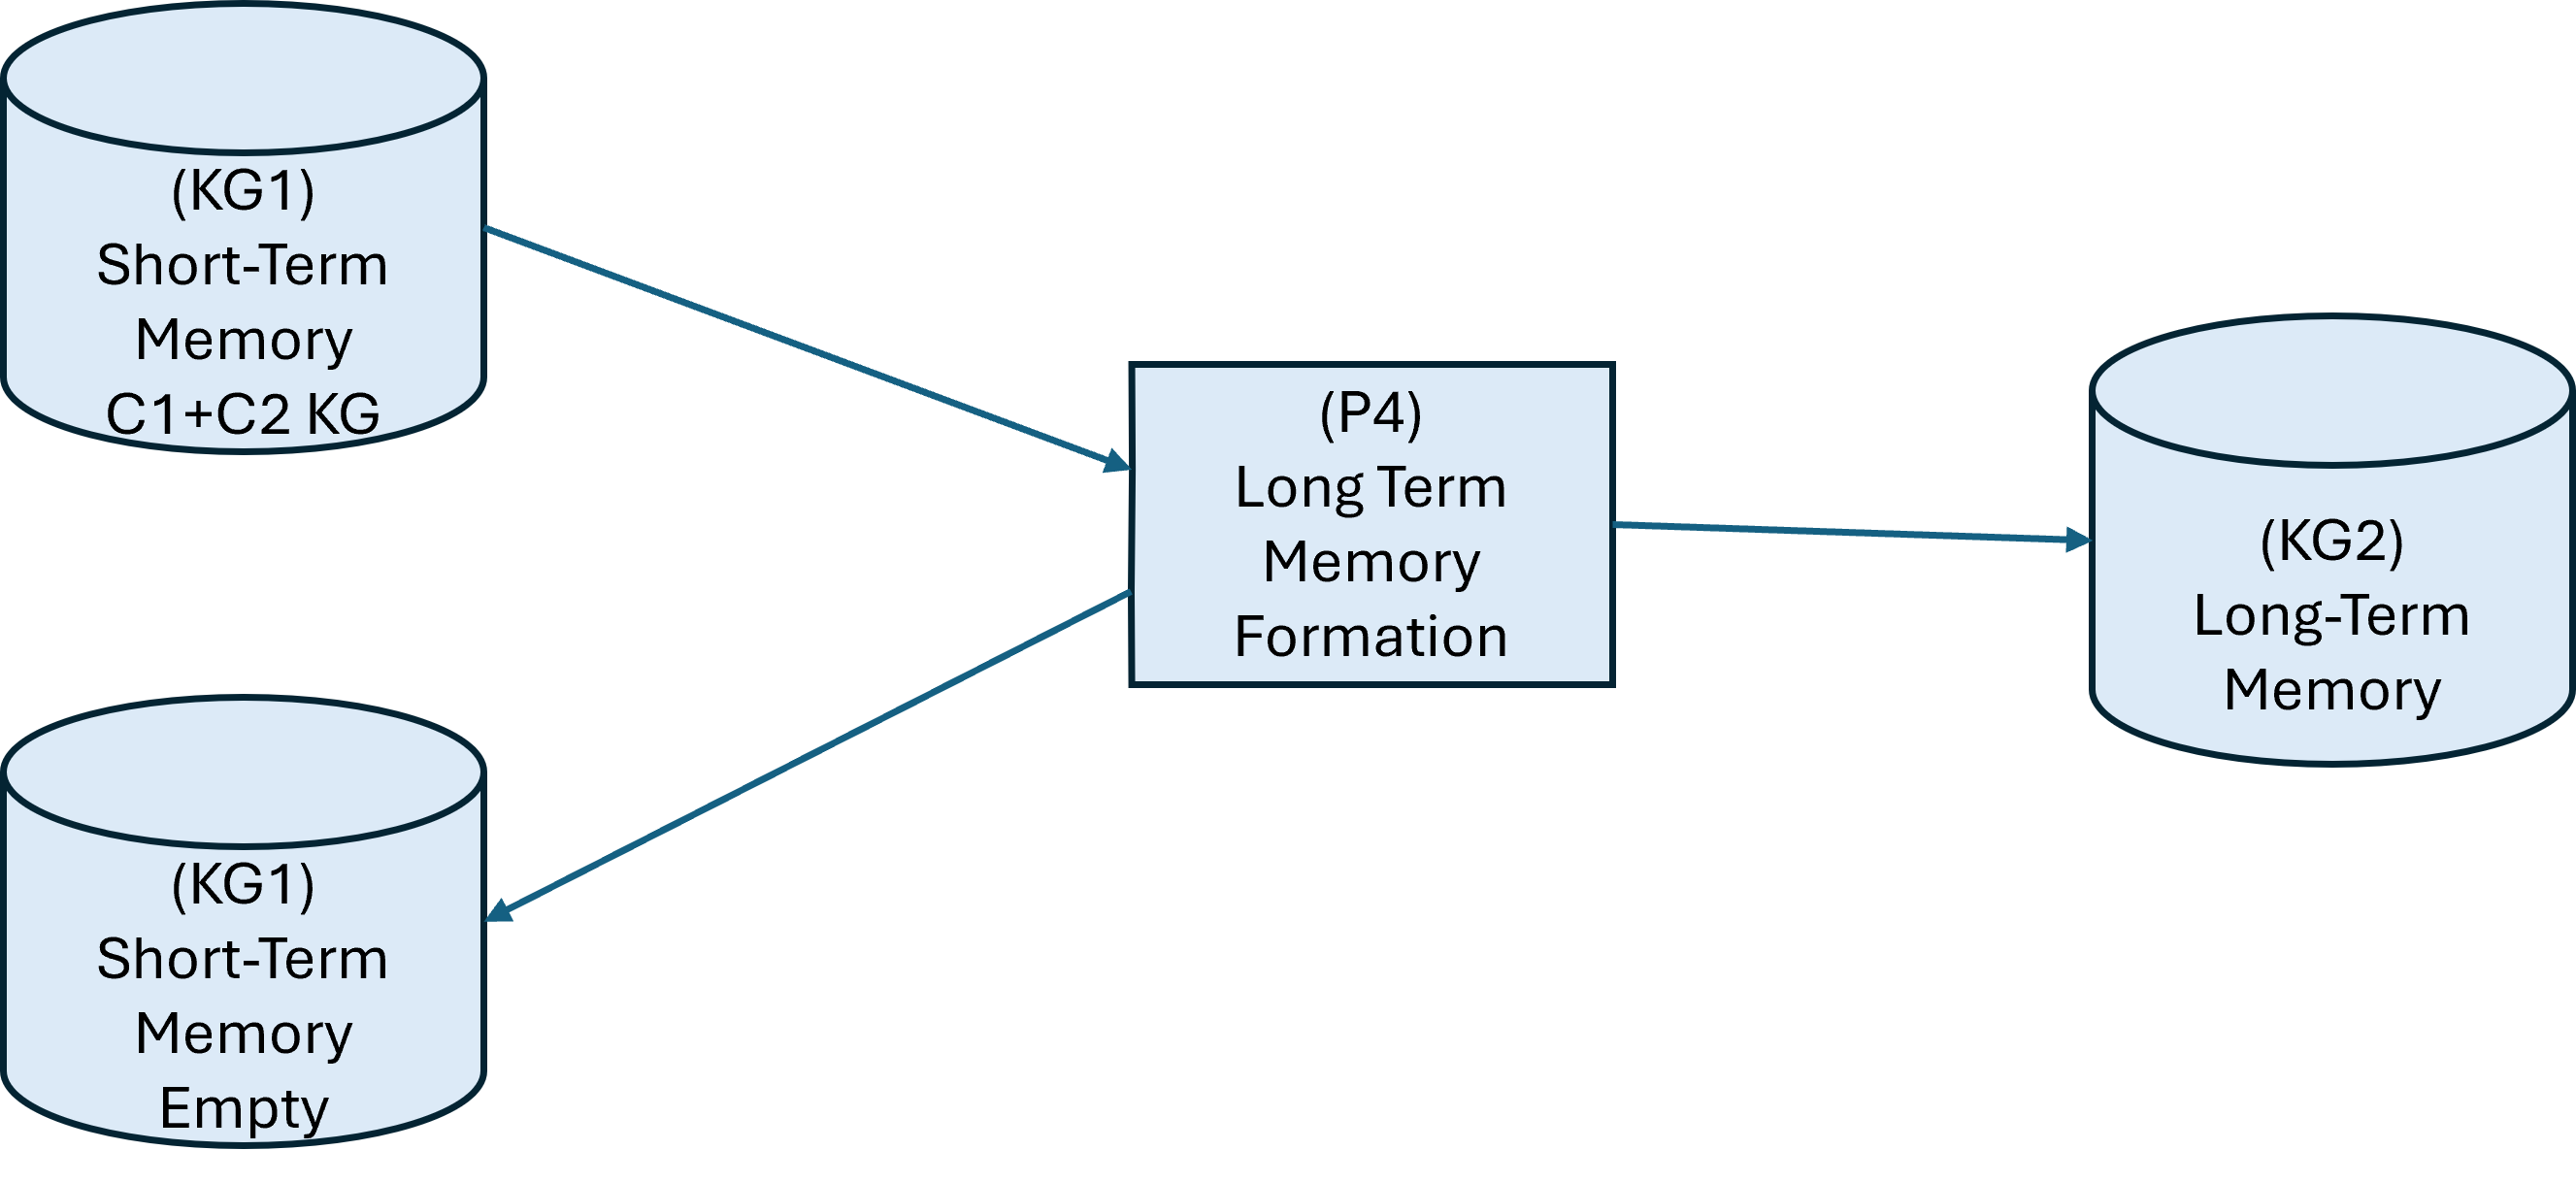 (KG1)
Short-Term
Memory
C1+C2 KG
(P4)
Long Term
Memory
Formation
(KG2)
Long-Term
Memory
(KG1)
Short-Term
Memory
Empty